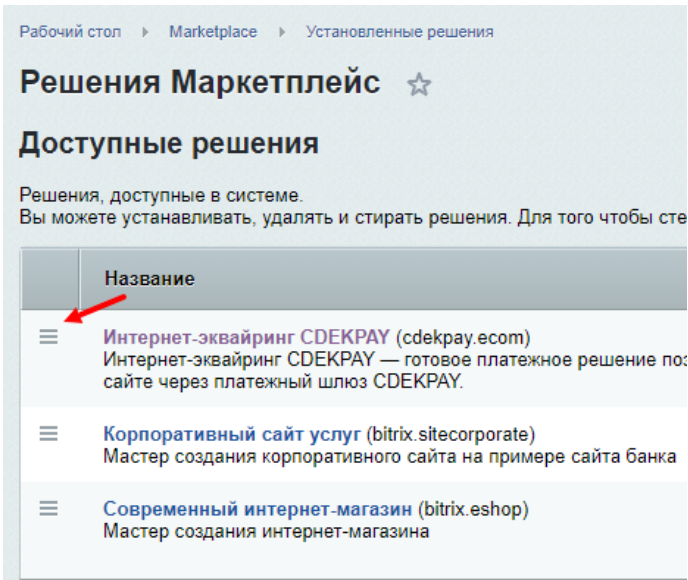 Рабочий стол Marketplace Установленные решения
Решения Маркетплейс
Доступные решения
Решения, доступные в системе.
Вы можете устанавливать, удалять и стирать решения. Для того чтобы сте
Название
Интернет-эквайринг CDEKPAY (cdekpay.ecom)
Интернет-эквайринг CDEKPAY — готовое платежное решение поз
сайте через платежный шлюз CDEKPAY.
Корпоративный сайт услуг (bitrix.sitecorporate)
Мастер создания корпоративного сайта на примере сайта банка
Современный интернет-магазин (bitrix.eshop)
Мастер создания интернет-магазина